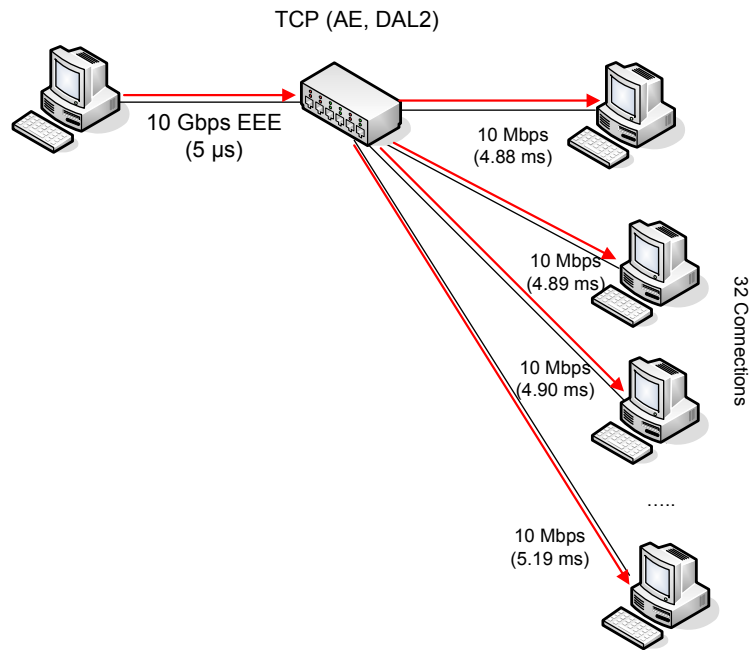 TCP (AE, DAL2)
10 Gbps EEE
(5 µs)
10 Mbps
(4.88 ms)
10 Mbps
(4.89 ms)
10 Mbps
(4.90 ms)
32 Connections
.....
10 Mbps
(5.19 ms)